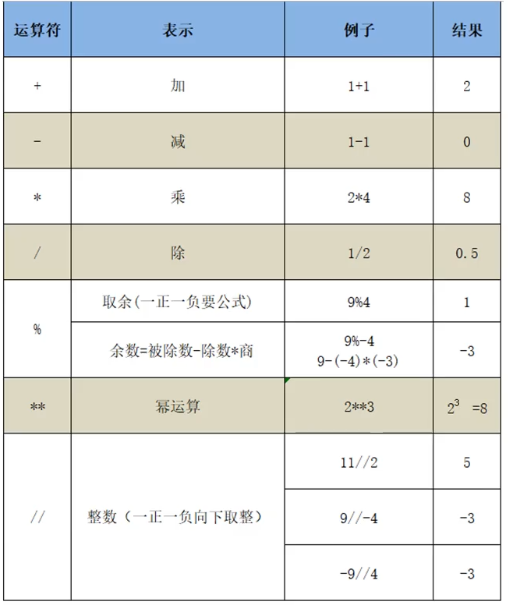 运算符 表示 例子 结果
+ 加 1+1 2
- 减 1-1 0
* 乘 2*4 8
/ 除 1/2 0.5
% 取余(一正一负要公式) 9%4 1
余数=被除数-除数*商 9%-4
9-(-4)*(-3) -3
** 幂运算 2**3 2³ =8
// 整数（一正一负向下取整） 11//2 5
9//-4 -3
-9//4 -3